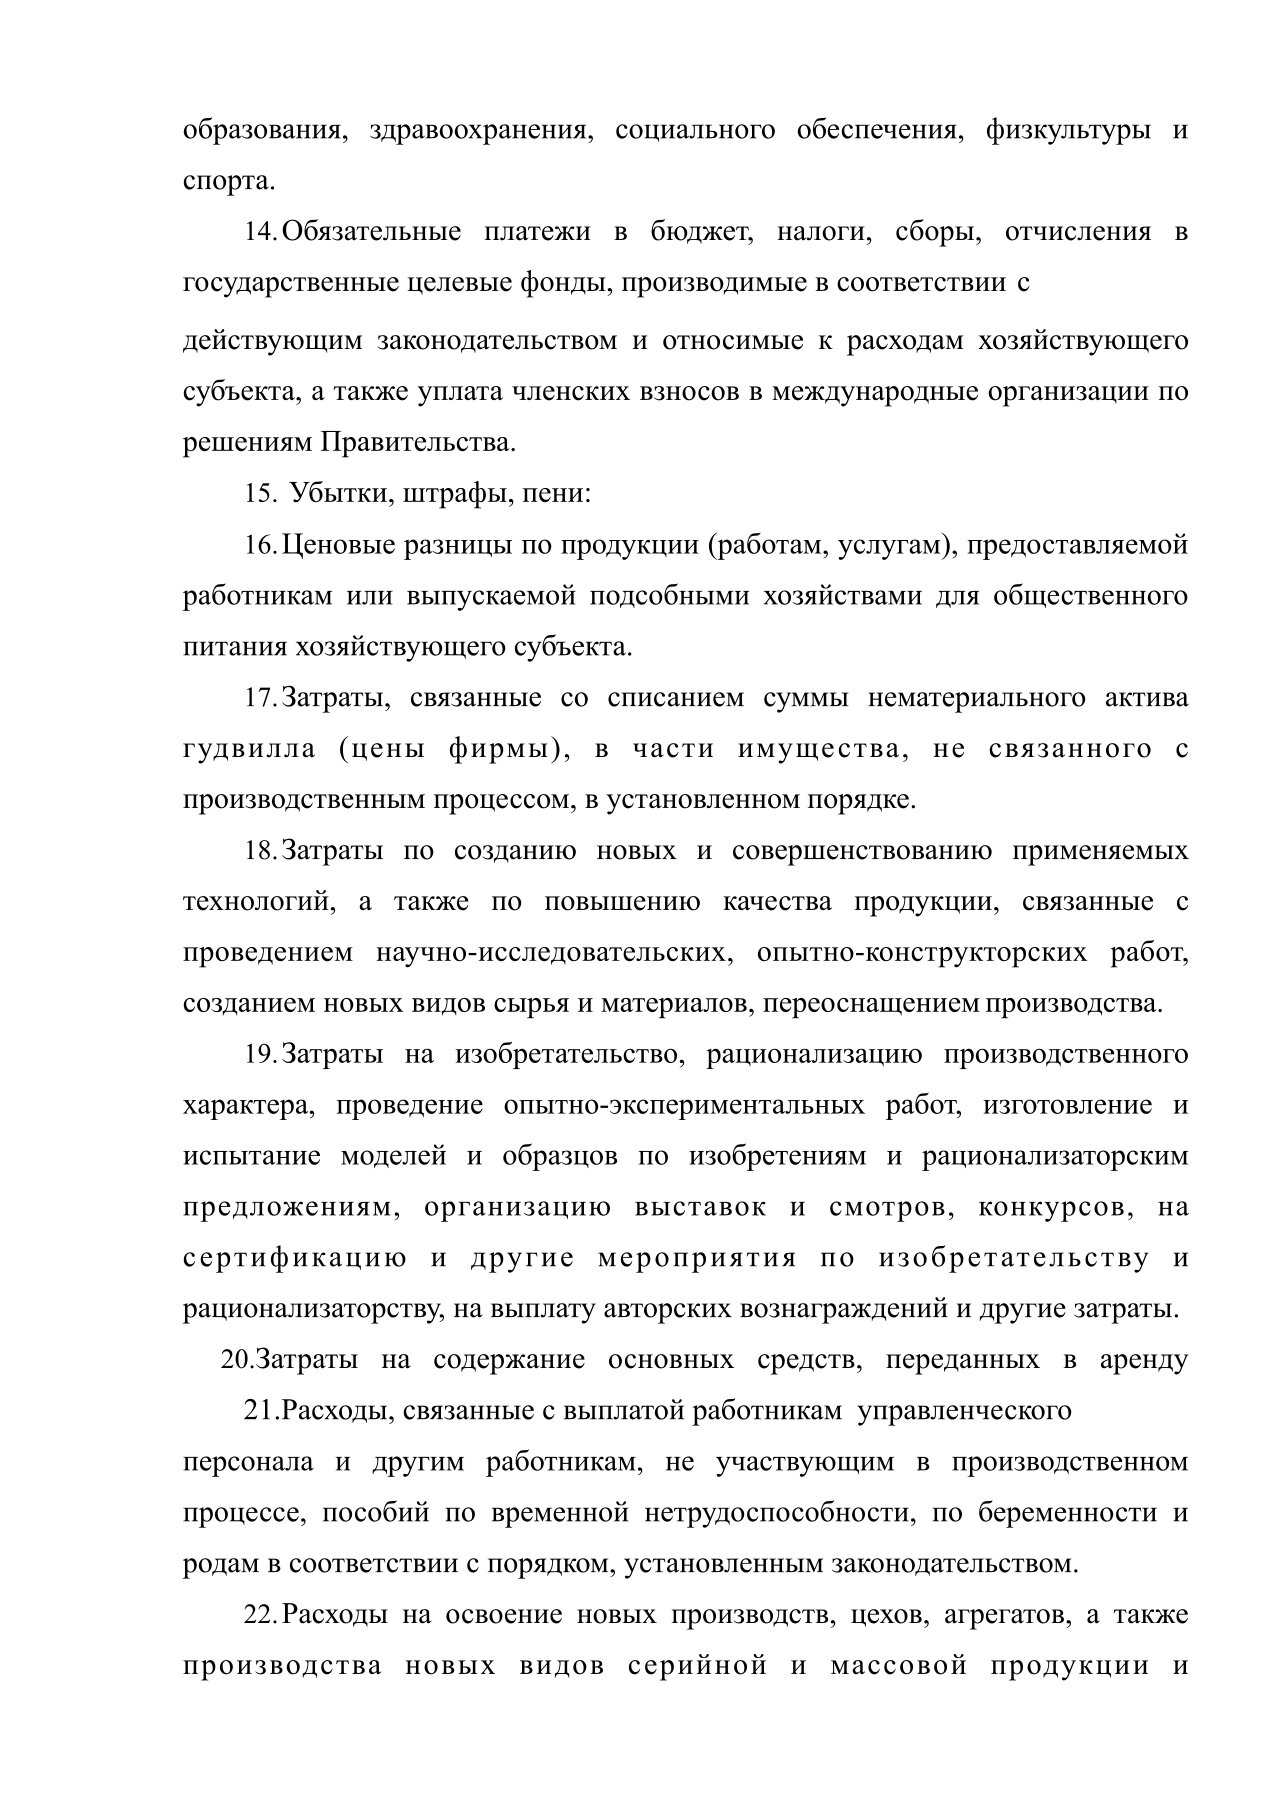 образования, здравоохранения, социального обеспечения, физкультуры и
спорта.
14. Обязательные платежи в бюджет, налоги, сборы, отчисления в
государственные целевые фонды, производимые в соответствии с
действующим законодательством и относимые к расходам хозяйствующего
субъекта, а также уплата членских взносов в международные организации по
решениям Правительства.
15. Убытки, штрафы, пени:
16. Ценовые разницы по продукции (работам, услугам), предоставляемой
работникам или выпускаемой подсобными хозяйствами для общественного
питания хозяйствующего субъекта.
17. Затраты, связанные со списанием суммы нематериального актива
гудвилла (цены фирмы), в части имущества, не связанного с
производственным процессом, в установленном порядке.
18. Затраты по созданию новых и совершенствованию применяемых
технологий, а также по повышению качества продукции, связанные с
проведением научно-исследовательских, опытно-конструкторских работ,
созданием новых видов сырья и материалов, переоснащением производства.
19. Затраты на изобретательство, рационализацию производственного
характера, проведение опытно-экспериментальных работ, изготовление и
испытание моделей и образцов по изобретениям и рационализаторским
предложениям, организацию выставок и смотров, конкурсов, на
сертификацию и другие мероприятия по изобретательству и
рационализаторству, на выплату авторских вознаграждений и другие затраты.
20.Затраты на содержание основных средств, переданных в аренду
21.Расходы, связанные с выплатой работникам управленческого
персонала и другим работникам, не участвующим в производственном
процессе, пособий по временной нетрудоспособности, по беременности и
родам в соответствии с порядком, установленным законодательством.
22. Расходы на освоение новых производств, цехов, агрегатов, а также
производства новых видов серийной и массовой продукции и